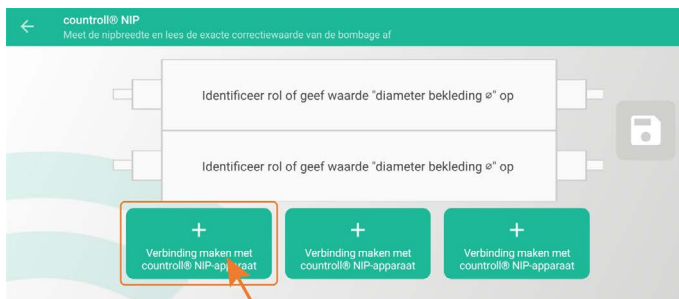 countroll® NIP
Meet de nipbreedte en lees de exacte correctiewaarde van de bombage af
Identificeer rol of geef waarde "diameter bekleding ⌀" op
Identificeer rol of geef waarde "diameter bekleding ⌀" op
+
Verbinding maken met
countroll® NIP-apparaat
+
Verbinding maken met
countroll® NIP-apparaat
+
Verbinding maken met
countroll® NIP-apparaat